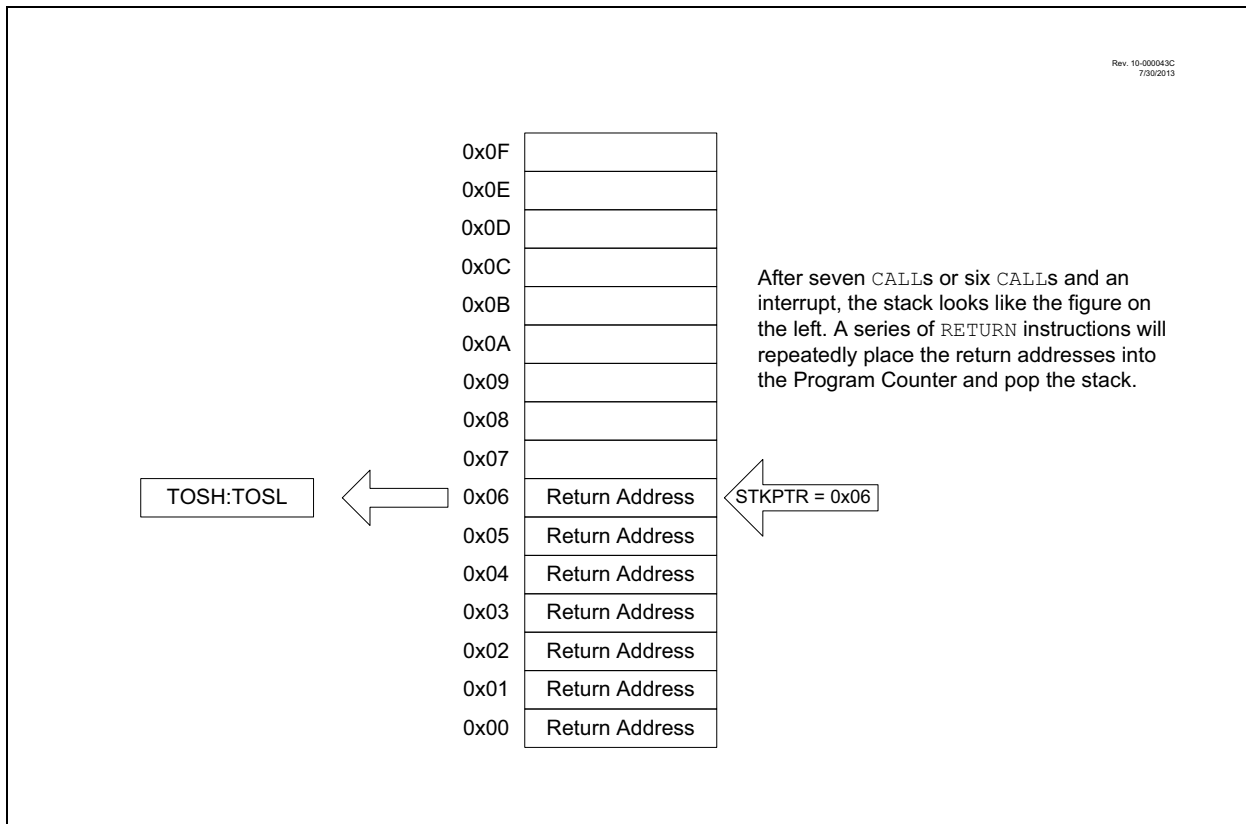 Rev. 10-000043C
7/30/2013
0x0F
0x0E
0x0D
0x0C
0x0B
0x0A
0x09
0x08
0x07
After seven CALLs or six CALLs and an
interrupt, the stack looks like the figure on
the left. A series of RETURN instructions will
repeatedly place the return addresses into
the Program Counter and pop the stack.
TOSH:TOSL
0x06 Return Address
STKPTR = 0x06
0x05 Return Address
0x04 Return Address
0x03 Return Address
0x02 Return Address
0x01 Return Address
0x00 Return Address